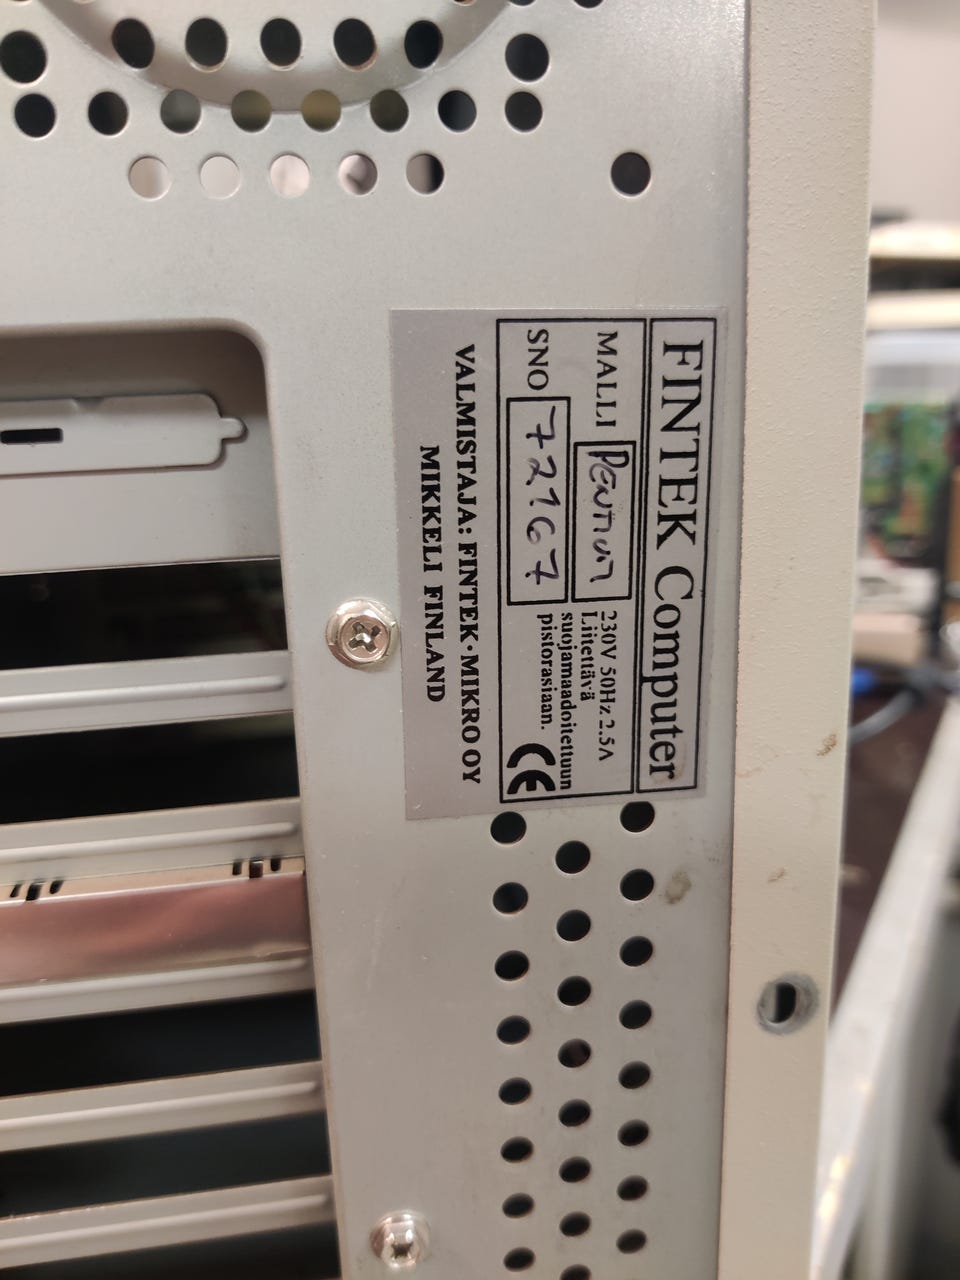 FINTEK Computer
MALLI Pentium
SNO 72167
230V 50Hz 2.5A
Liitettävä
suojamaadoitettuun
pistorasiaan.
CE
VALMISTAJA: FINTEK-MIKRO OY
MIKKELI FINLAND